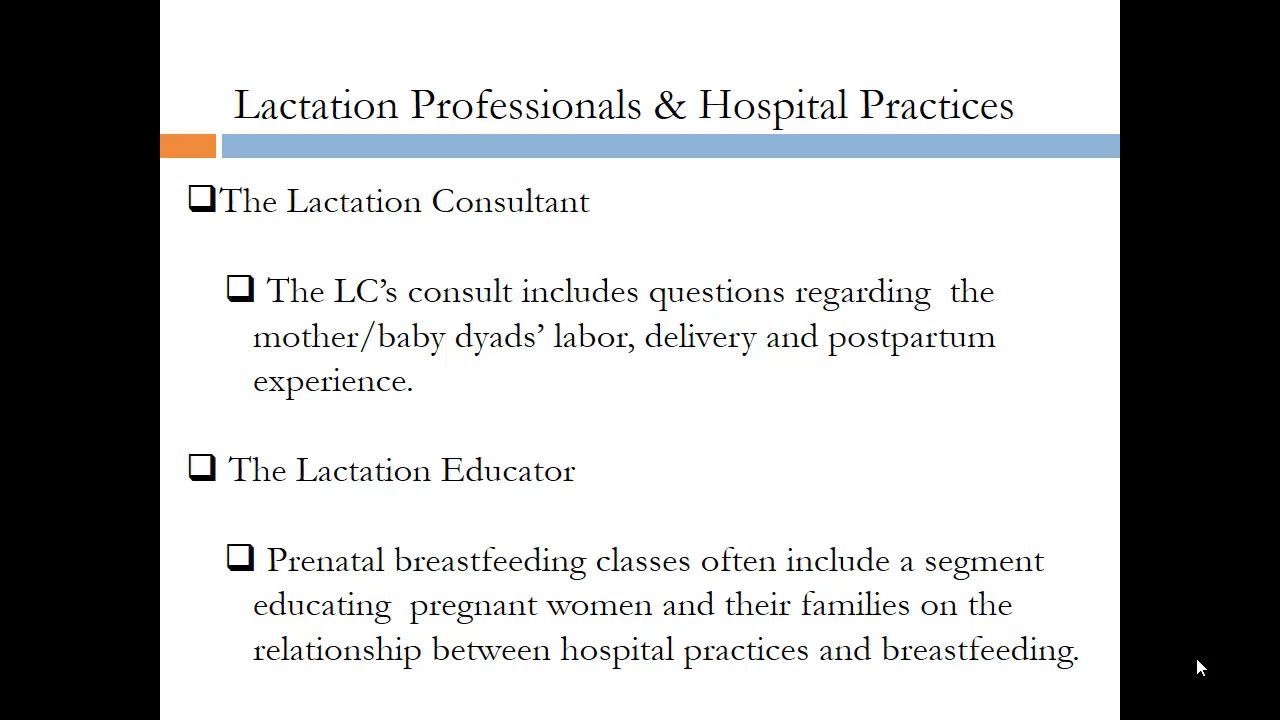 Lactation Professionals & Hospital Practices
The Lactation Consultant
The LC’s consult includes questions regarding the
mother/baby dyads’ labor, delivery and postpartum
experience.
The Lactation Educator
Prenatal breastfeeding classes often include a segment
educating pregnant women and their families on the
relationship between hospital practices and breastfeeding.